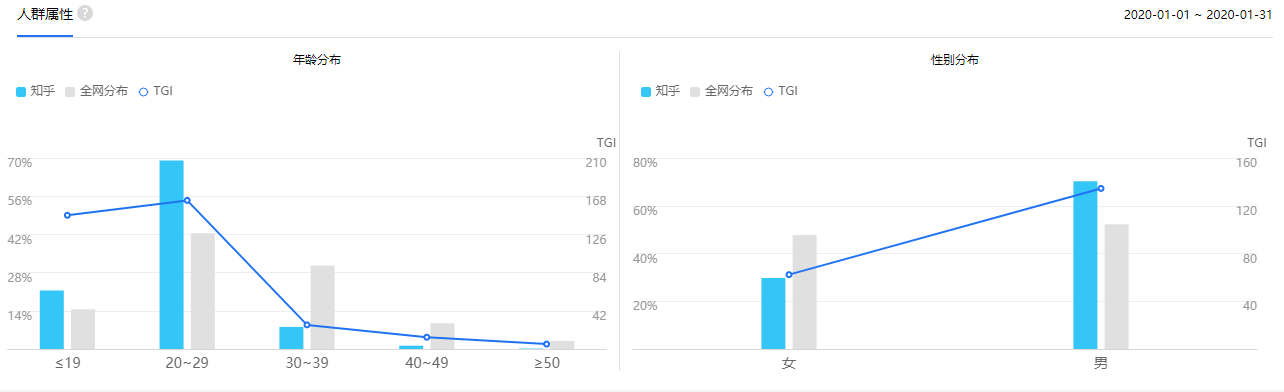 人群属性 ? 2020-01-01 ~ 2020-01-31
年龄分布
知乎 全网分布 TGI
TGI
70% 210
56% 168
42% 126
28% 84
14% 42
≤19 20~29 30~39 40~49 ≥50
性别分布
知乎 全网分布 TGI
TGI
80% 160
60% 120
40% 80
20% 40
女 男